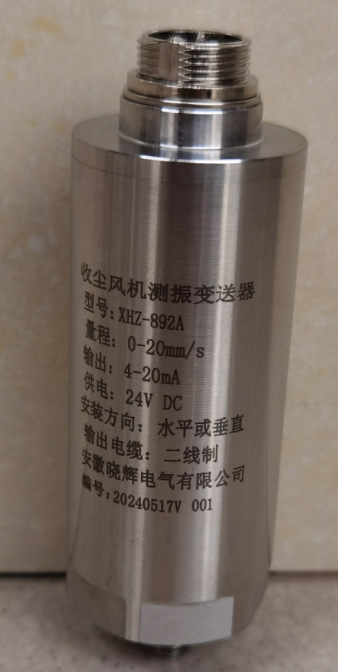 收尘风机测振变送器
型号:XHZ-892A
量程: 0-20mm/s
输出: 4-20mA
供电: 24V DC
安装方向: 水平或垂直
输出电缆: 二线制
安徽晓辉电气有限公司
编号:20240517V 001